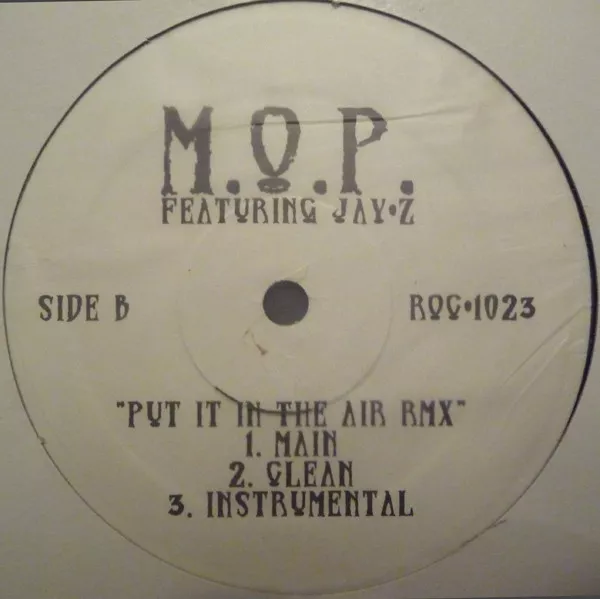 M.O.P.
FEATURING JAY•Z
SIDE B
ROC•1023
"PUT IT IN THE AIR RMX"
1. MAIN
2. CLEAN
3. INSTRUMENTAL